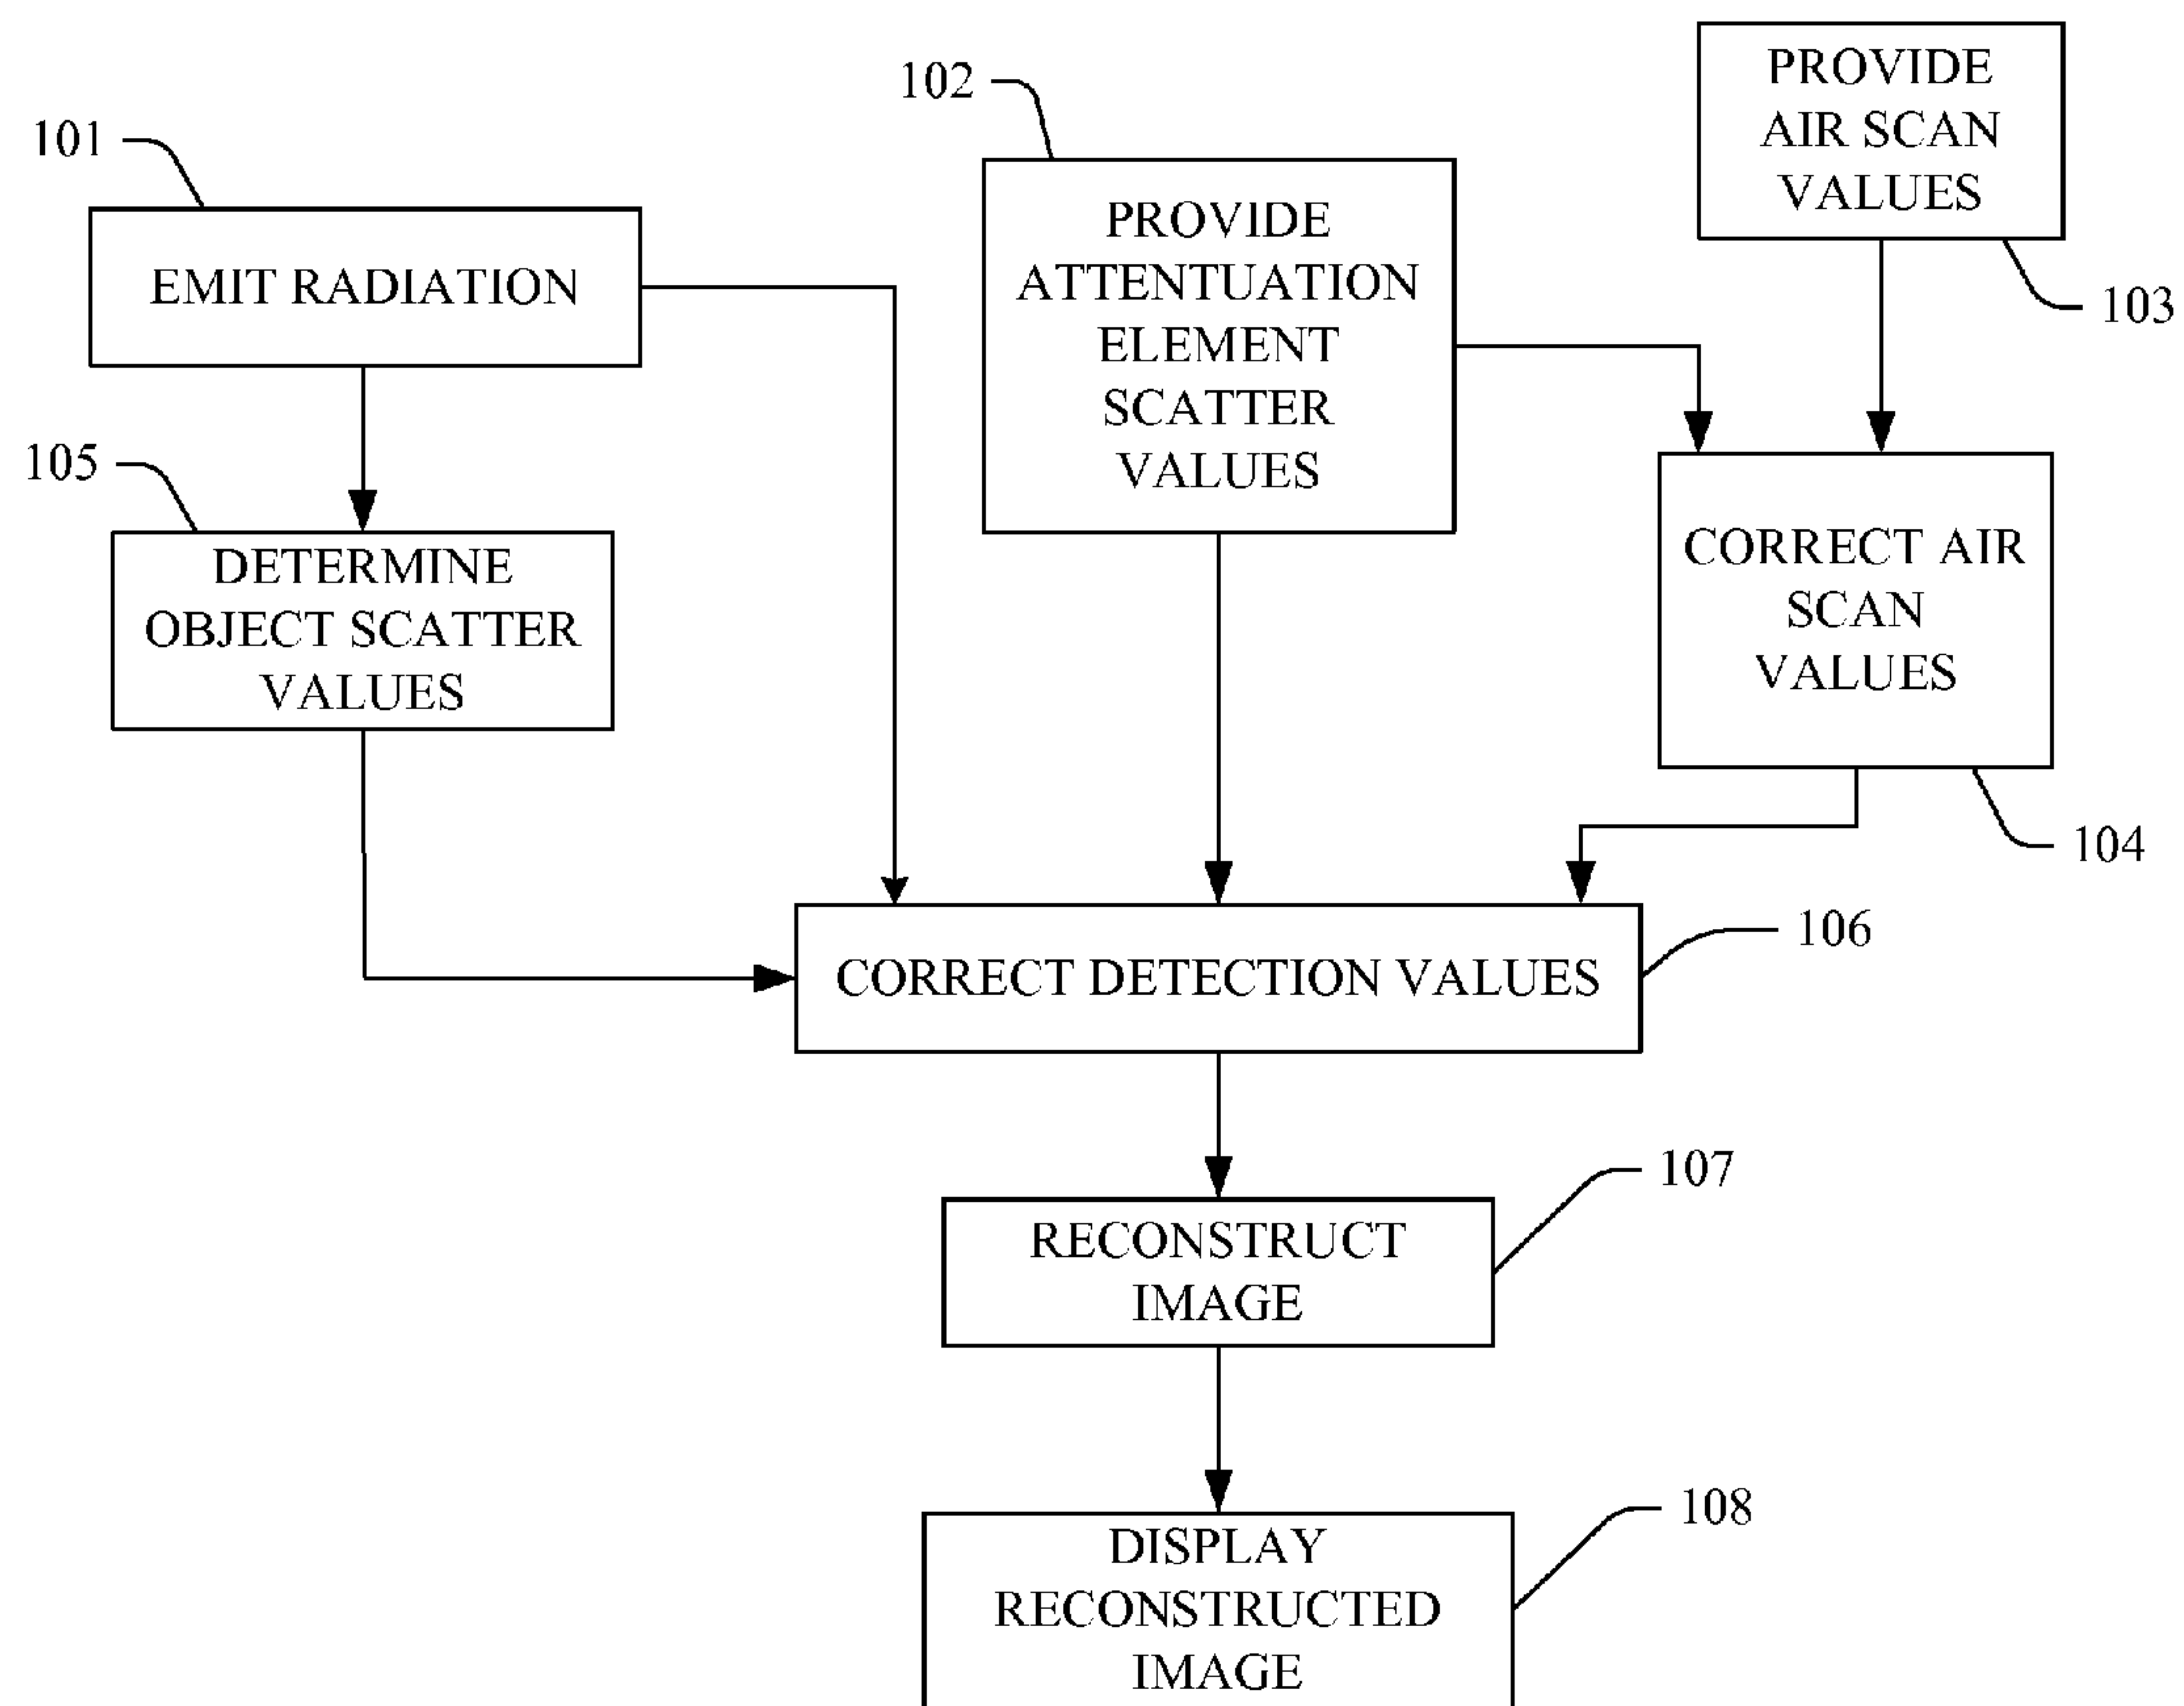 101
EMIT RADIATION
102
PROVIDE
ATTENTUATION
ELEMENT
SCATTER
VALUES
PROVIDE
AIR SCAN
VALUES
103
105
DETERMINE
OBJECT SCATTER
VALUES
CORRECT AIR
SCAN
VALUES
104
CORRECT DETECTION VALUES
106
RECONSTRUCT
IMAGE
107
DISPLAY
RECONSTRUCTED
IMAGE
108